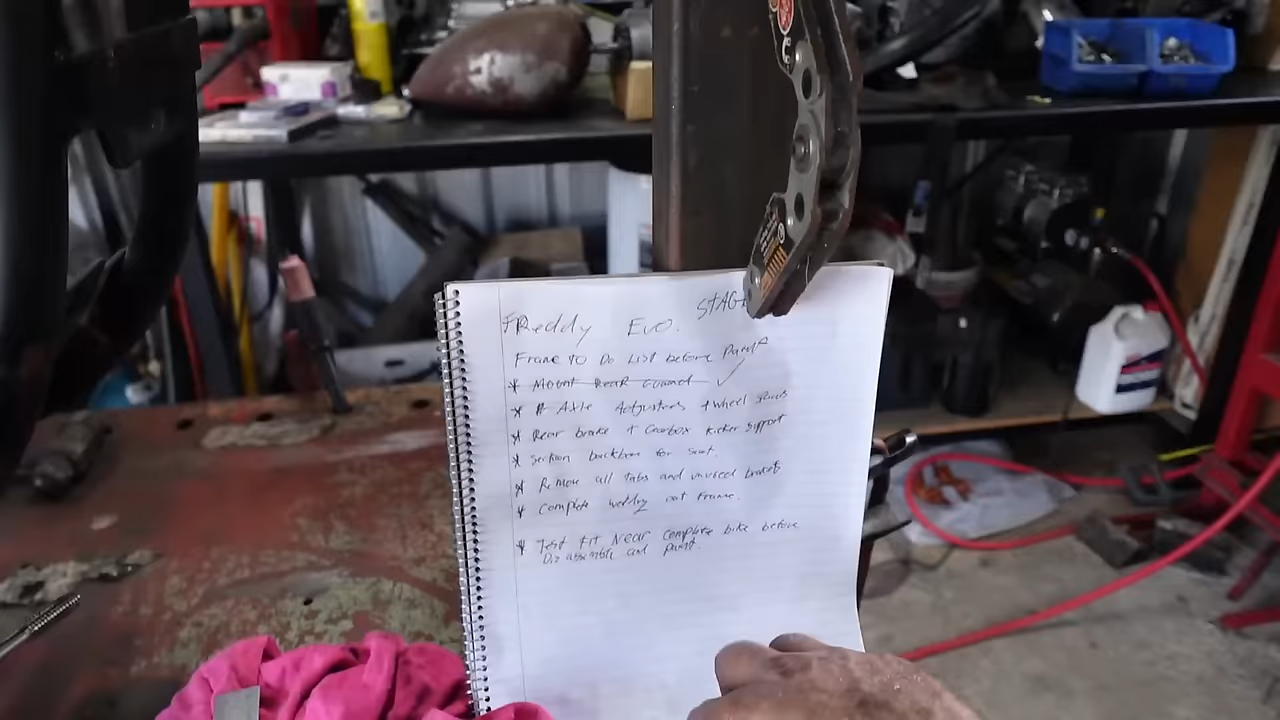 STAGE
FReddy Evo.
Frame To Do List before Paint
* Mount Rear Guard ✓
* Axle Adjusters + wheel
* Rear brake + Gearbox kicker support
* Section backbone for seat.
* Remove all tabs and unused brackets
* Complete welding out frame.
* Test Fit Near complete bike before
Dis assemble and paint.